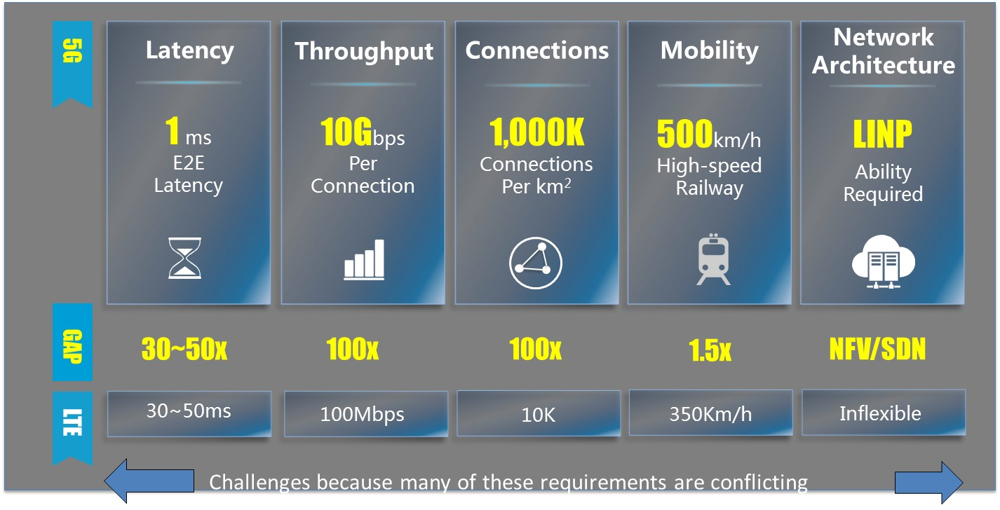 5G
Latency
1 ms
E2E
Latency
Throughput
10Gbps
Per
Connection
Connections
1,000K
Connections
Per km²
Mobility
500km/h
High-speed
Railway
Network
Architecture
LINP
Ability
Required
GAP
30~50x
100x
100x
1.5x
NFV/SDN
LTE
30~50ms
100Mbps
10K
350Km/h
Inflexible
Challenges because many of these requirements are conflicting